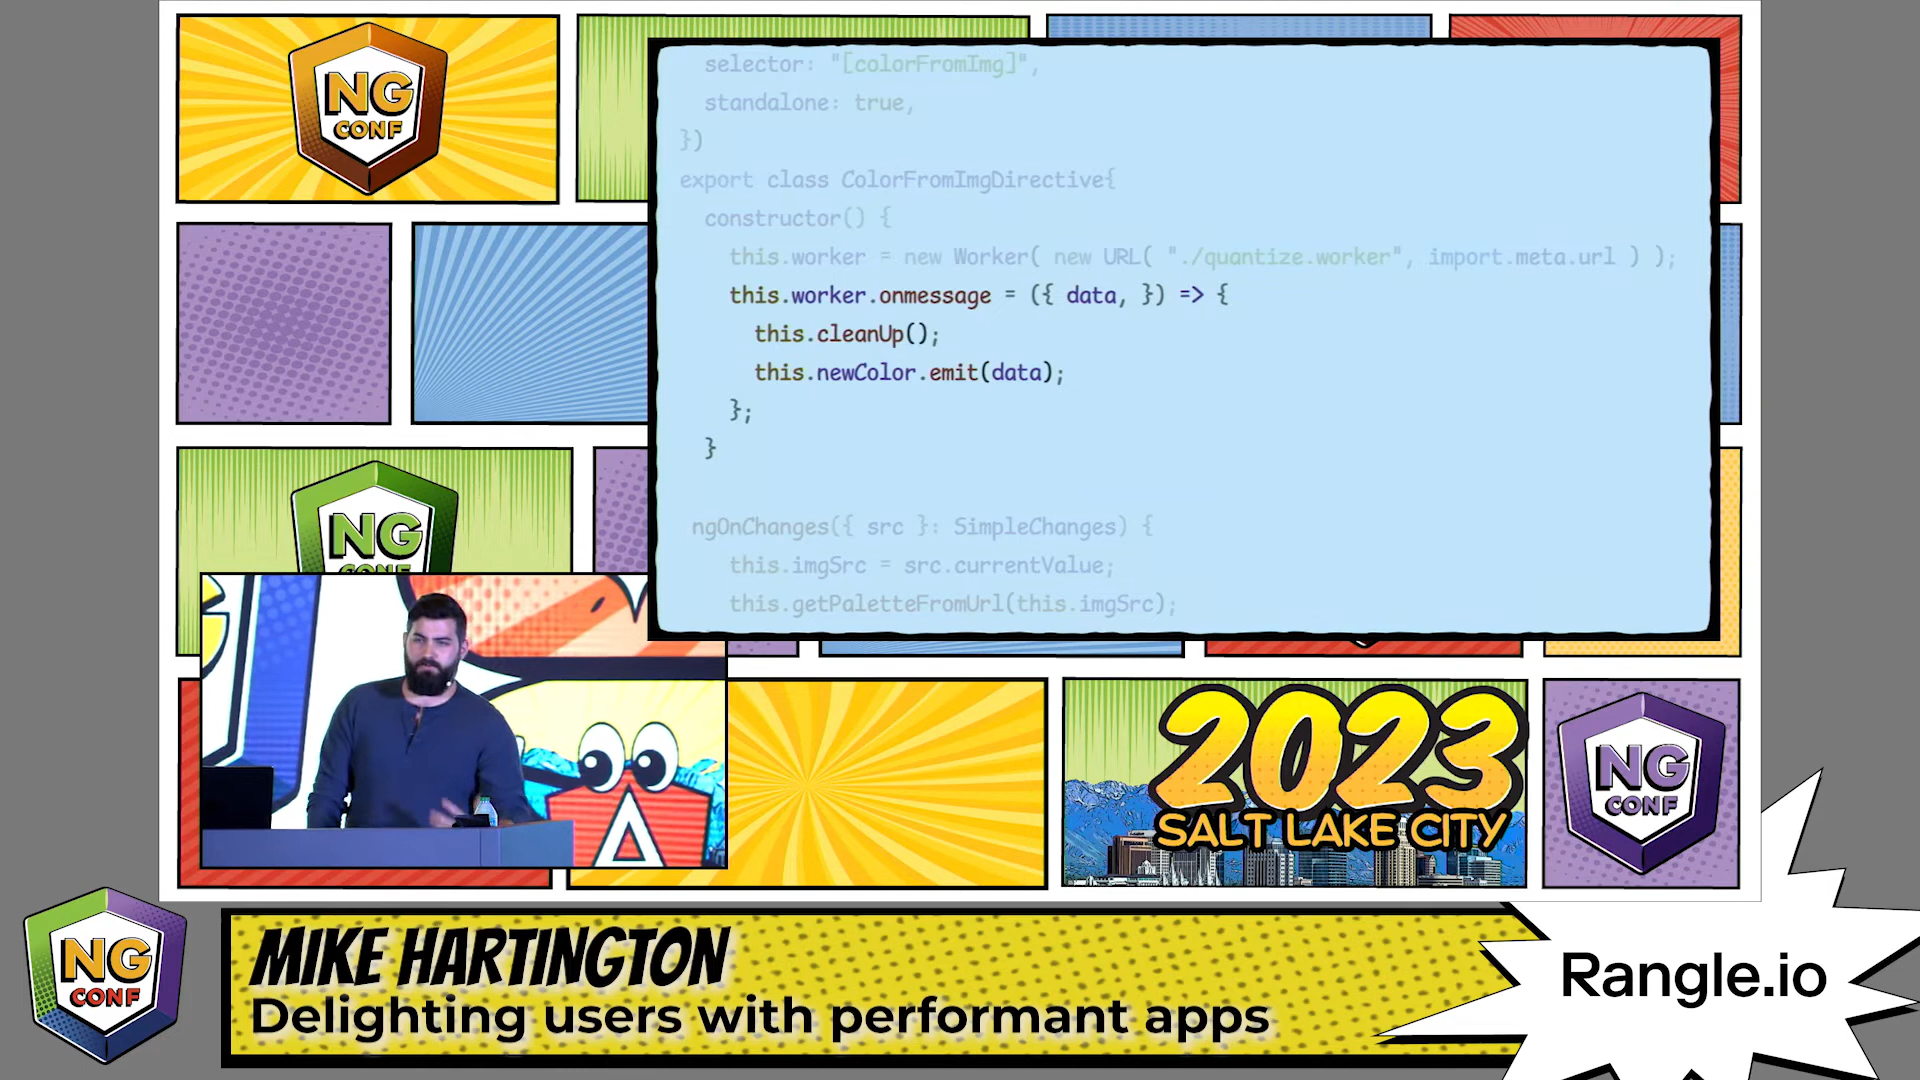 NG
CONF
selector: "[colorFromImg]",
standalone: true,
})
export class ColorFromImgDirective{
constructor() {
this.worker = new Worker( new URL( "./quantize.worker", import.meta.url ) );
this.worker.onmessage = ({ data, }) => {
this.cleanUp();
this.newColor.emit(data);
};
}
ngOnChanges({ src }: SimpleChanges) {
this.imgSrc = src.currentValue;
this.getPaletteFromUrl(this.imgSrc);
NG
CONF
2023
SALT LAKE CITY
NG
CONF
NG
CONF
MIKE HARTINGTON
Delighting users with performant apps
Rangle.io